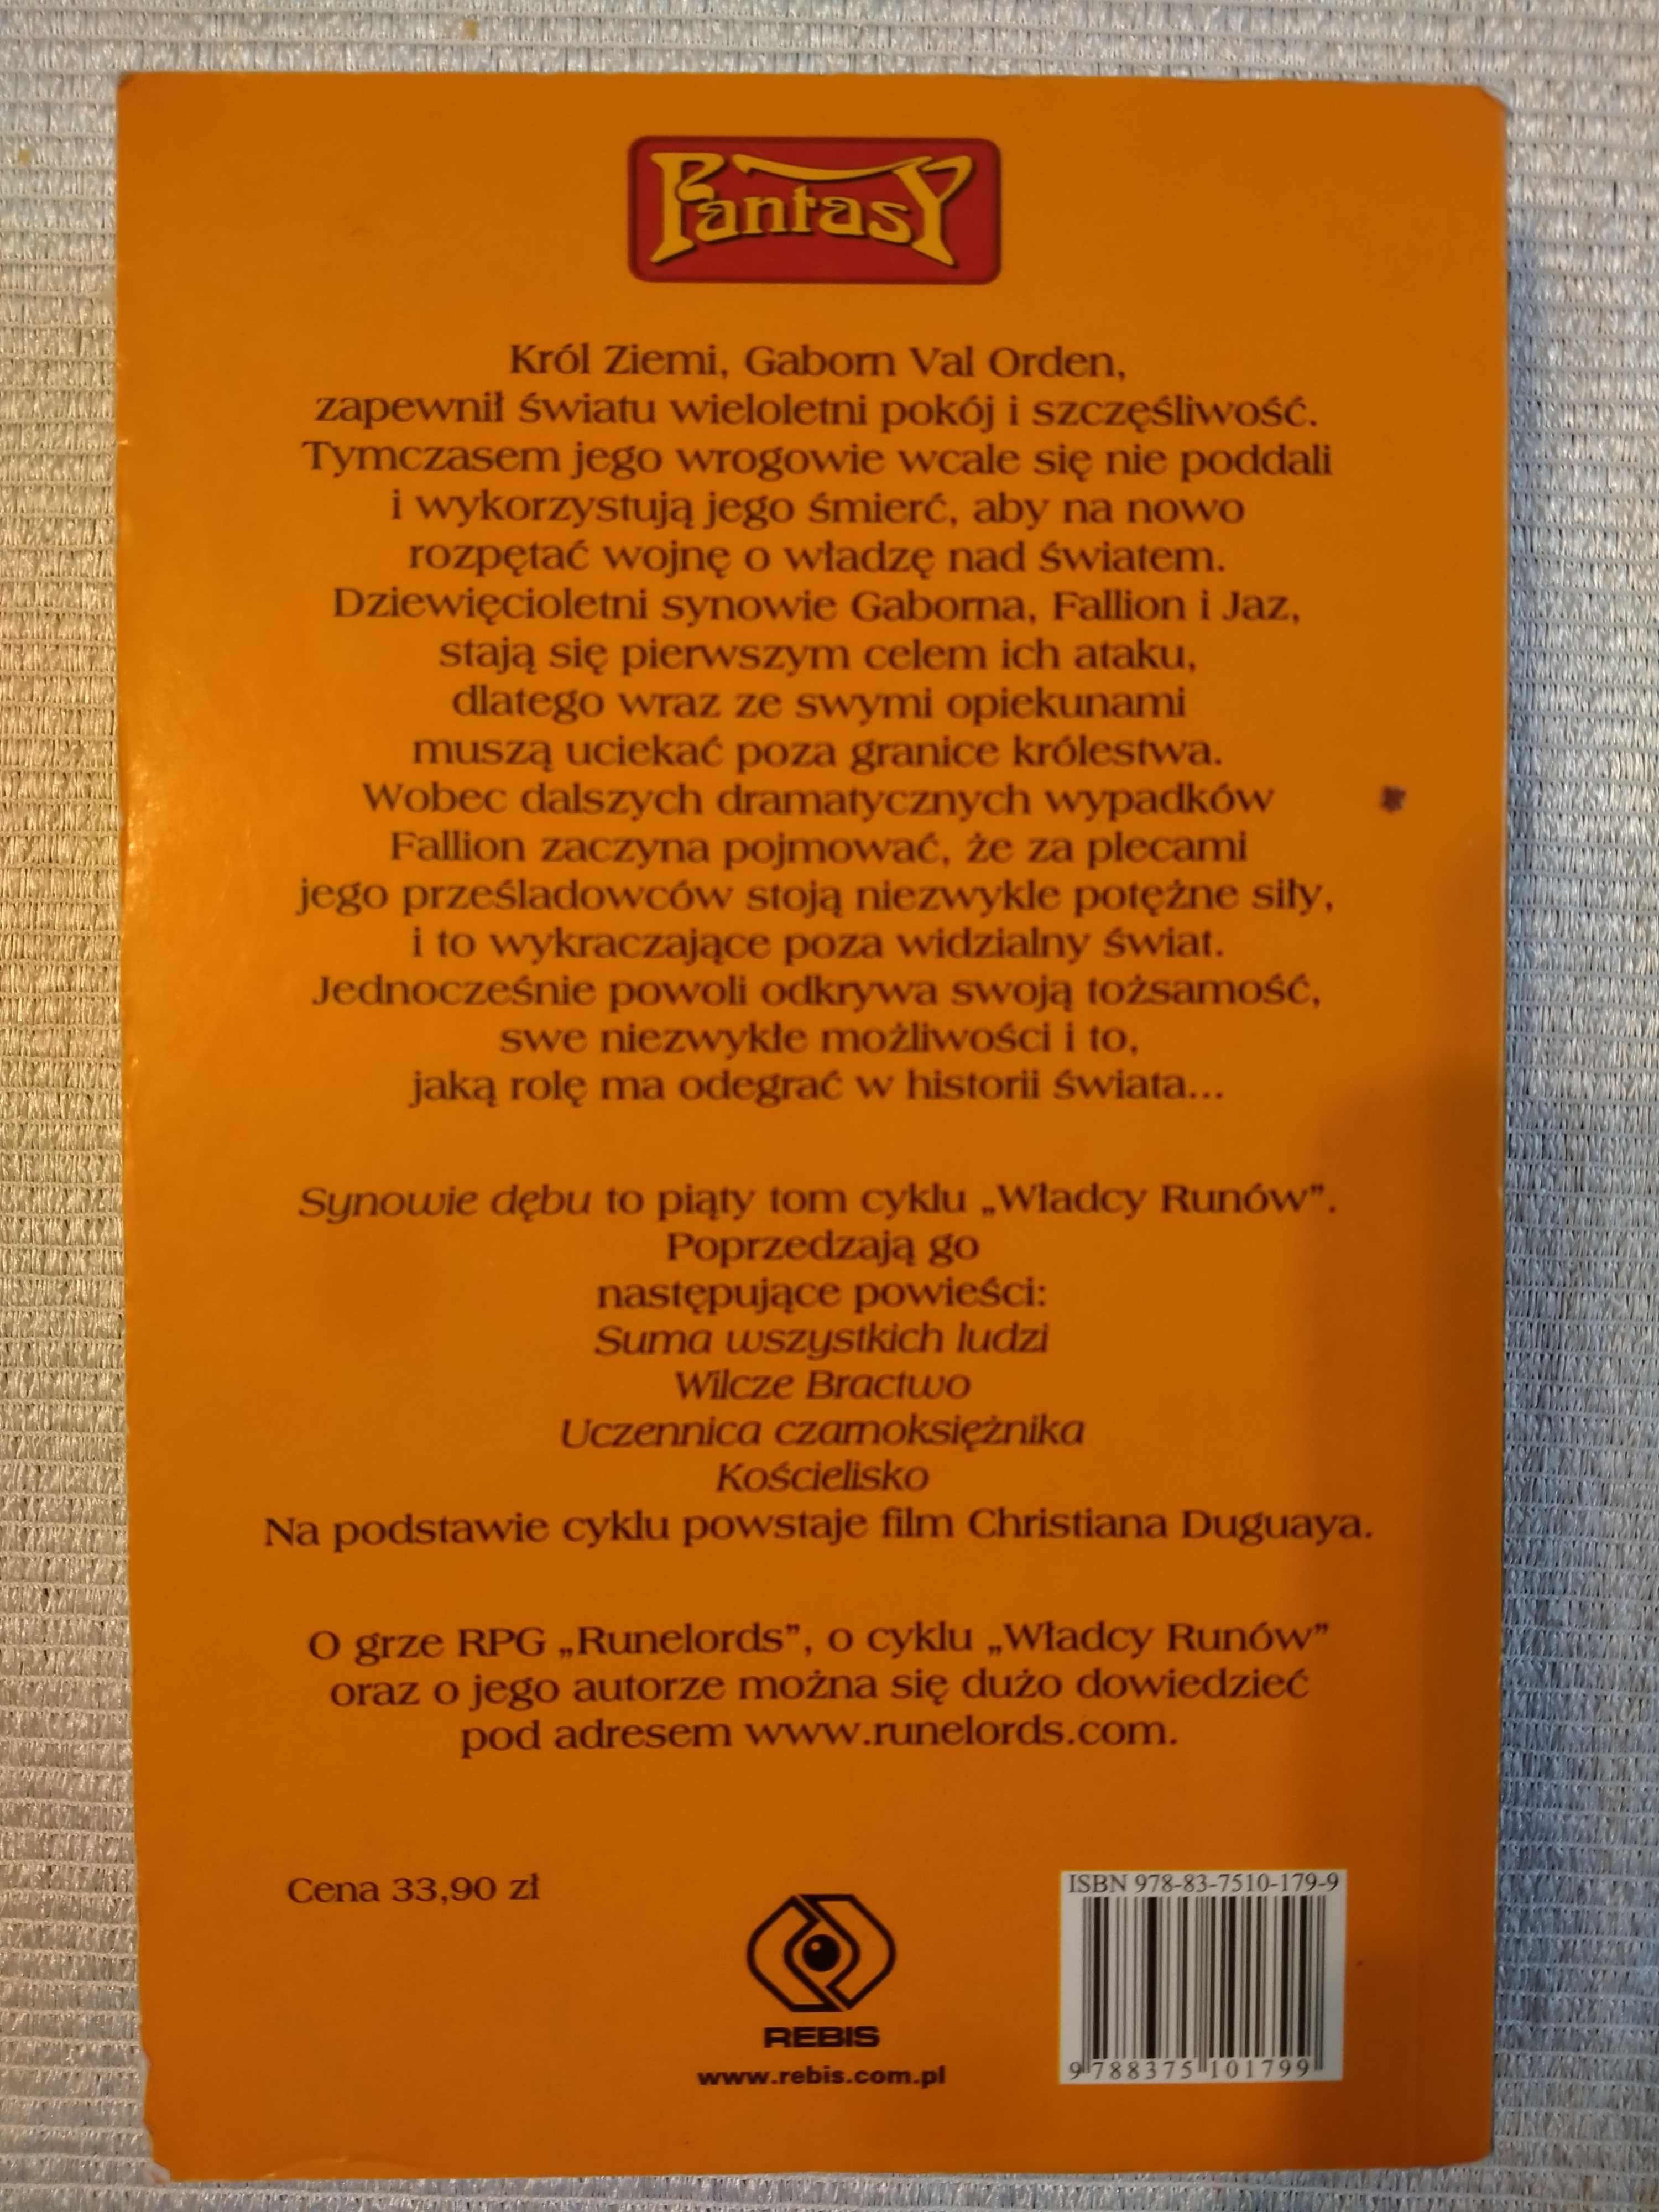 Fantasy
Król Ziemi, Gaborn Val Orden,
zapewnił światu wieloletni pokój i szczęśliwość.
Tymczasem jego wrogowie wcale się nie poddali
i wykorzystują jego śmierć, aby na nowo
rozpętać wojnę o władzę nad światem.
Dziewięcioletni synowie Gaborna, Fallion i Jaz,
stają się pierwszym celem ich ataku,
dlatego wraz ze swymi opiekunami
muszą uciekać poza granice królestwa.
Wobec dalszych dramatycznych wypadków
Fallion zaczyna pojmować, że za plecami
jego prześladowców stoją niezwykle potężne siły,
i to wykraczające poza widzialny świat.
Jednocześnie powoli odkrywa swoją tożsamość,
swe niezwykłe możliwości i to,
jaką rolę ma odegrać w historii świata...
Synowie dębu to piąty tom cyklu „Władcy Runów”.
Poprzedzają go
następujące powieści:
Suma wszystkich ludzi
Wilcze Bractwo
Uczennica czarnoksiężnika
Kościelisko
Na podstawie cyklu powstaje film Christiana Duguaya.
O grze RPG „Runelords”, o cyklu „Władcy Runów”
oraz o jego autorze można się dużo dowiedzieć
pod adresem www.runelords.com.
Cena 33,90 zł
REBIS
www.rebis.com.pl
ISBN 978-83-7510-179-9
9 788375 101799